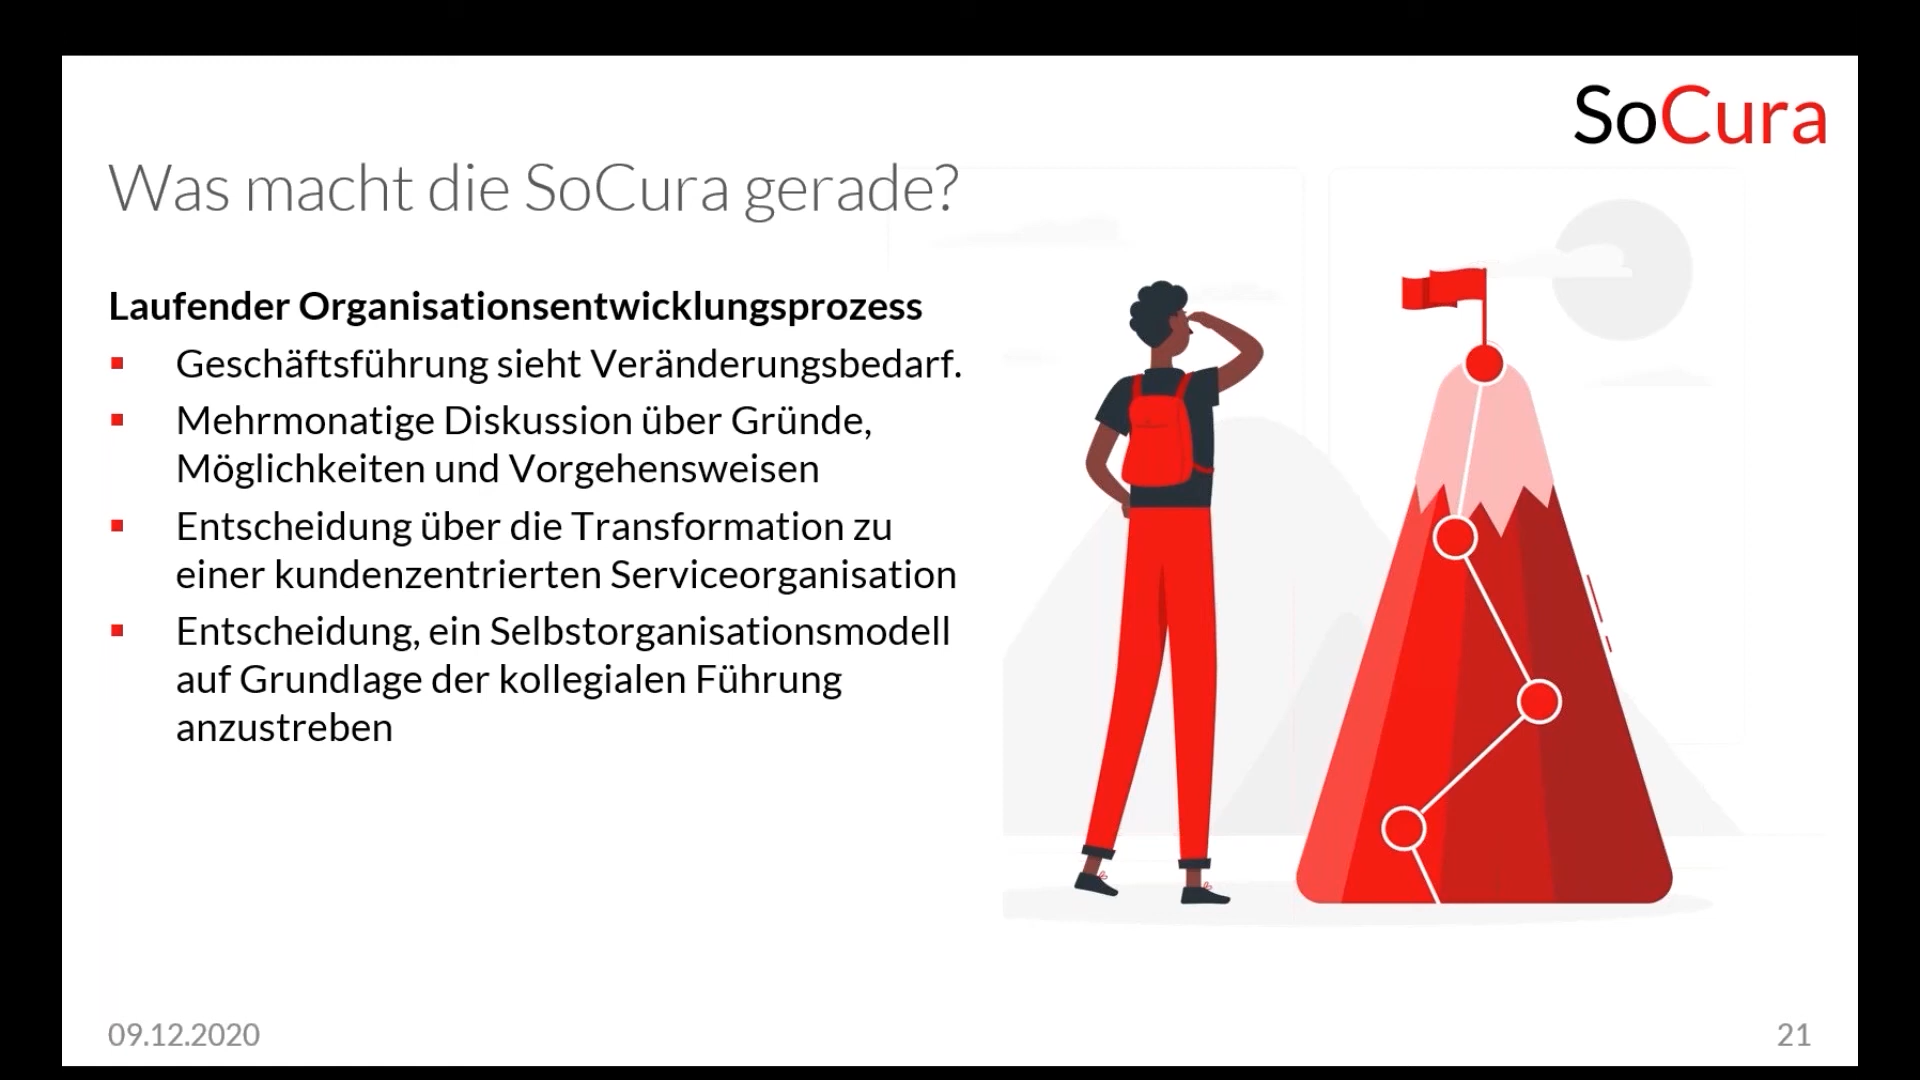 SoCura
Was macht die SoCura gerade?
Laufender Organisationsentwicklungsprozess
▪ Geschäftsführung sieht Veränderungsbedarf.
▪ Mehrmonatige Diskussion über Gründe,
Möglichkeiten und Vorgehensweisen
▪ Entscheidung über die Transformation zu
einer kundenzentrierten Serviceorganisation
▪ Entscheidung, ein Selbstorganisationsmodell
auf Grundlage der kollegialen Führung
anzustreben
09.12.2020
21